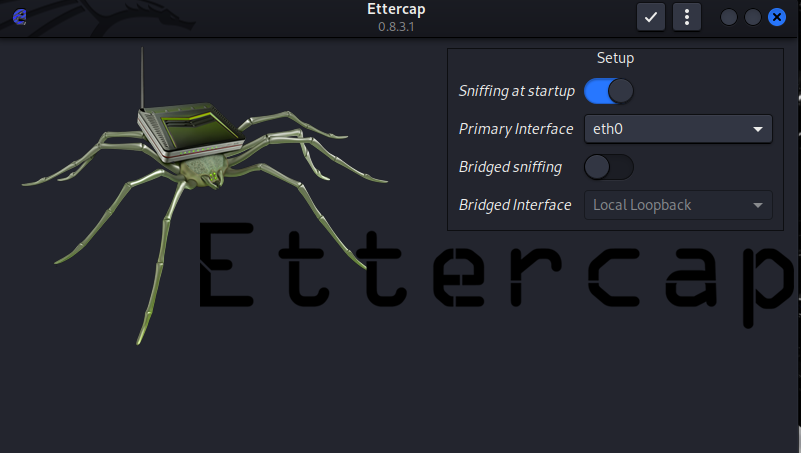 Ettercap
0.8.3.1
Setup
Sniffing at startup
Primary Interface eth0
Bridged sniffing
Bridged Interface Local Loopback
Ettercap